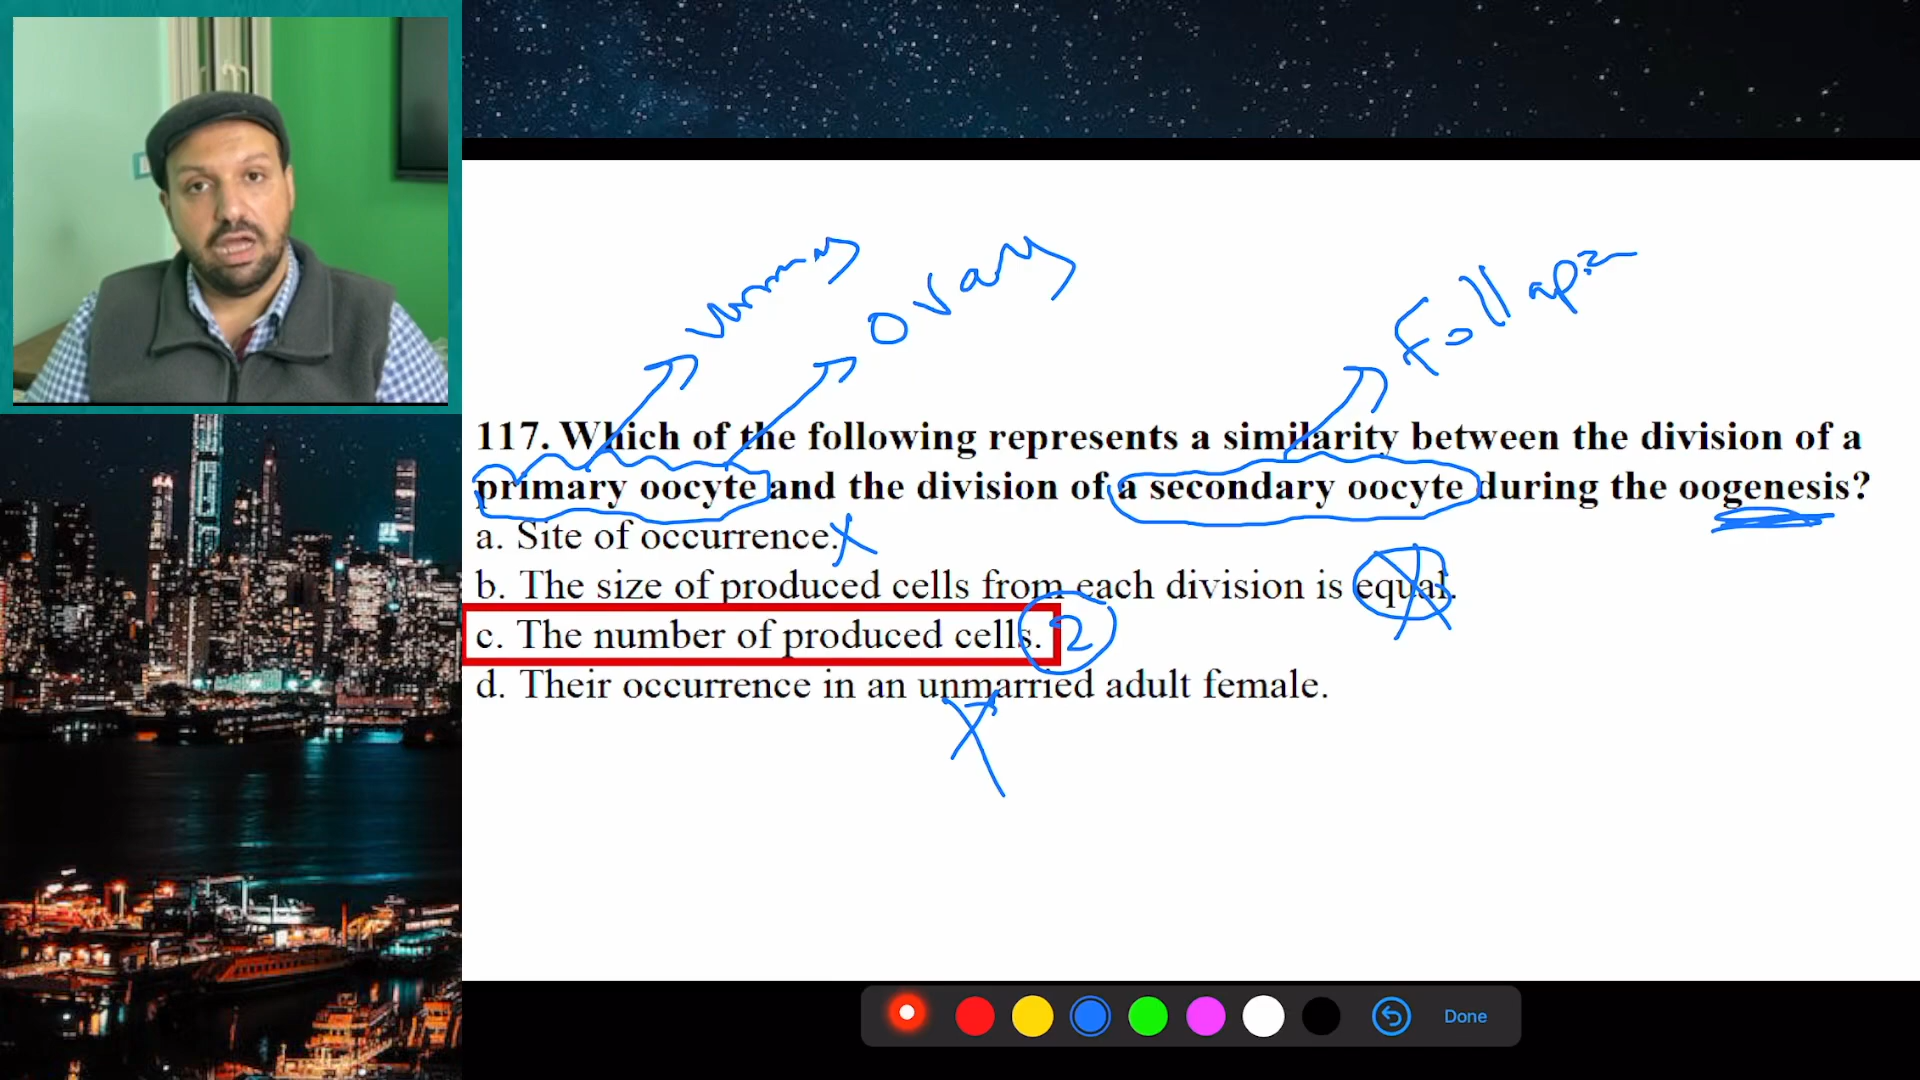 ovary
117. Which of the following represents a similarity between the division of a
primary oocyte and the division of a secondary oocyte during the oogenesis?
a. Site of occurrence. X
b. The size of produced cells from each division is equal.
c. The number of produced cells. 2
d. Their occurrence in an unmarried adult female.
X
Done